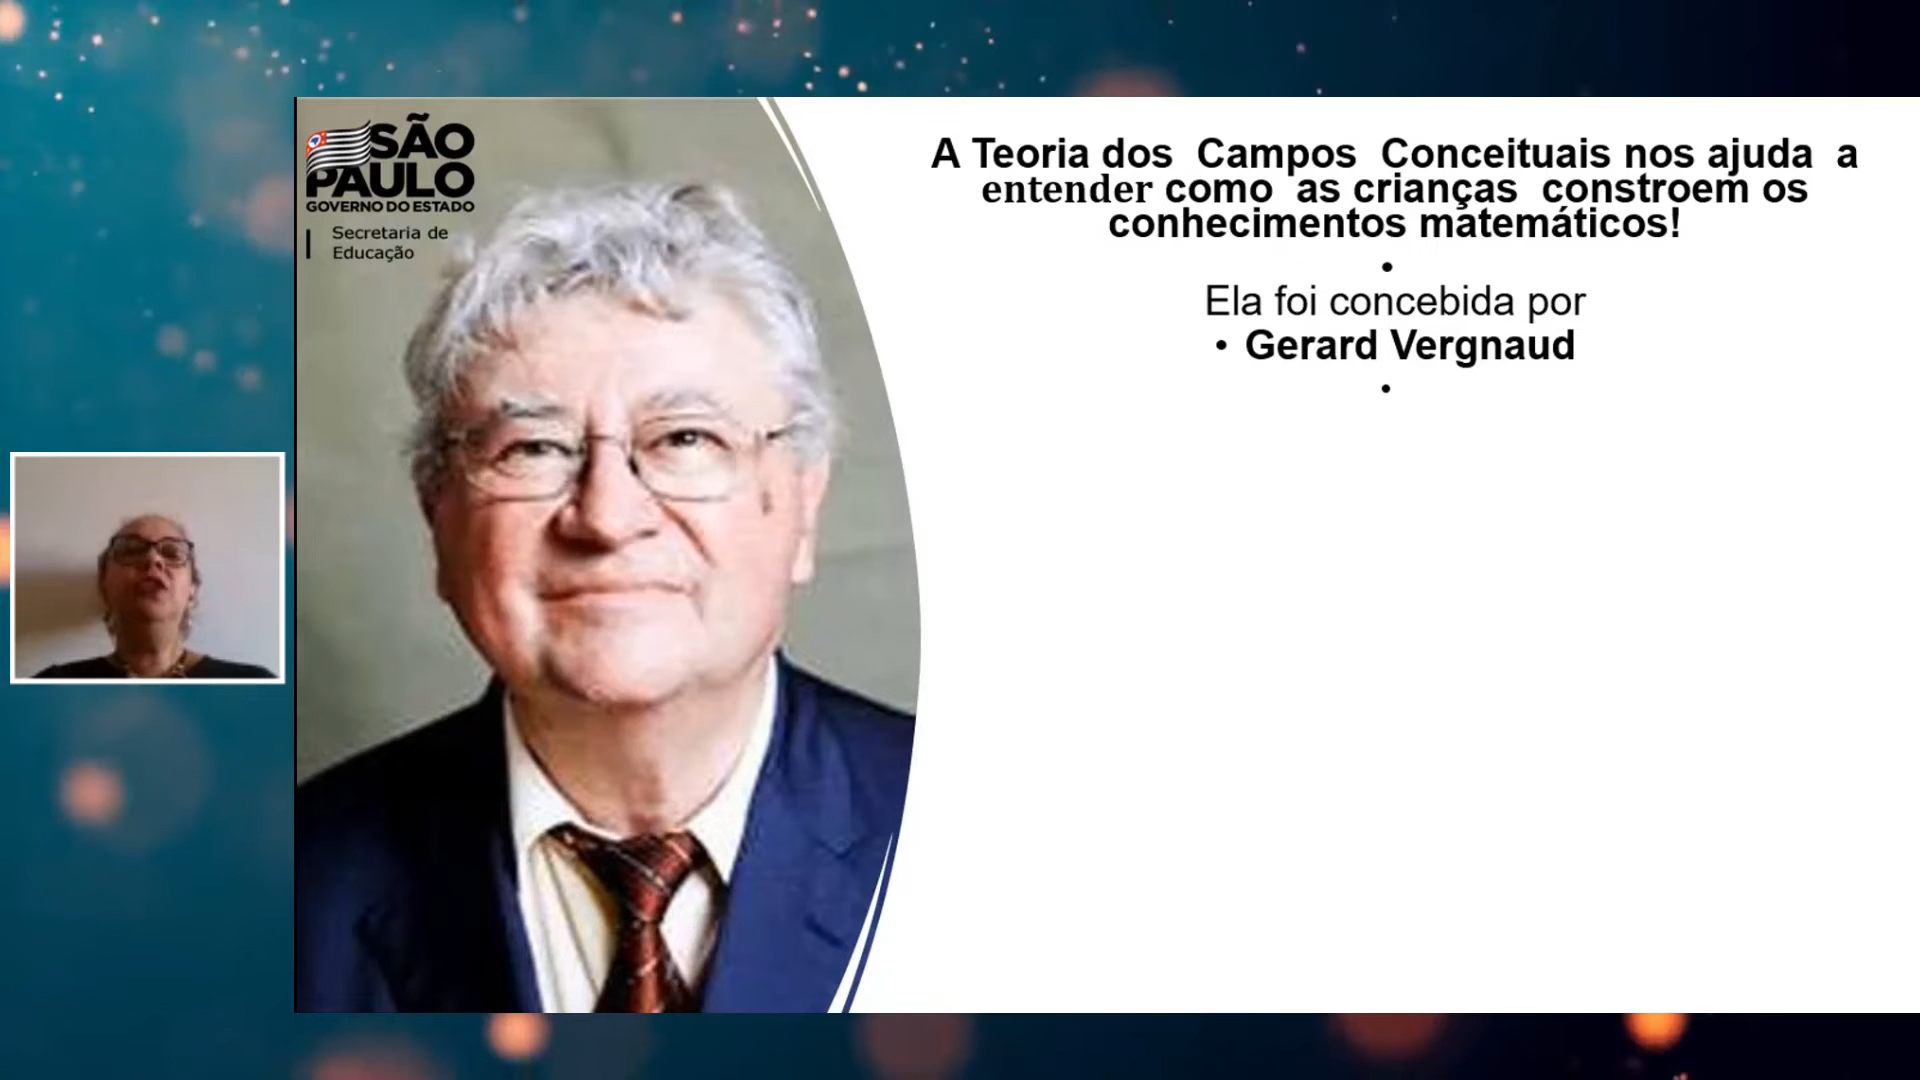 SÃO
PAULO
GOVERNO DO ESTADO
Secretaria de
Educação
A Teoria dos Campos Conceituais nos ajuda a
entender como as crianças constroem os
conhecimentos matemáticos!
•
Ela foi concebida por
• Gerard Vergnaud
•